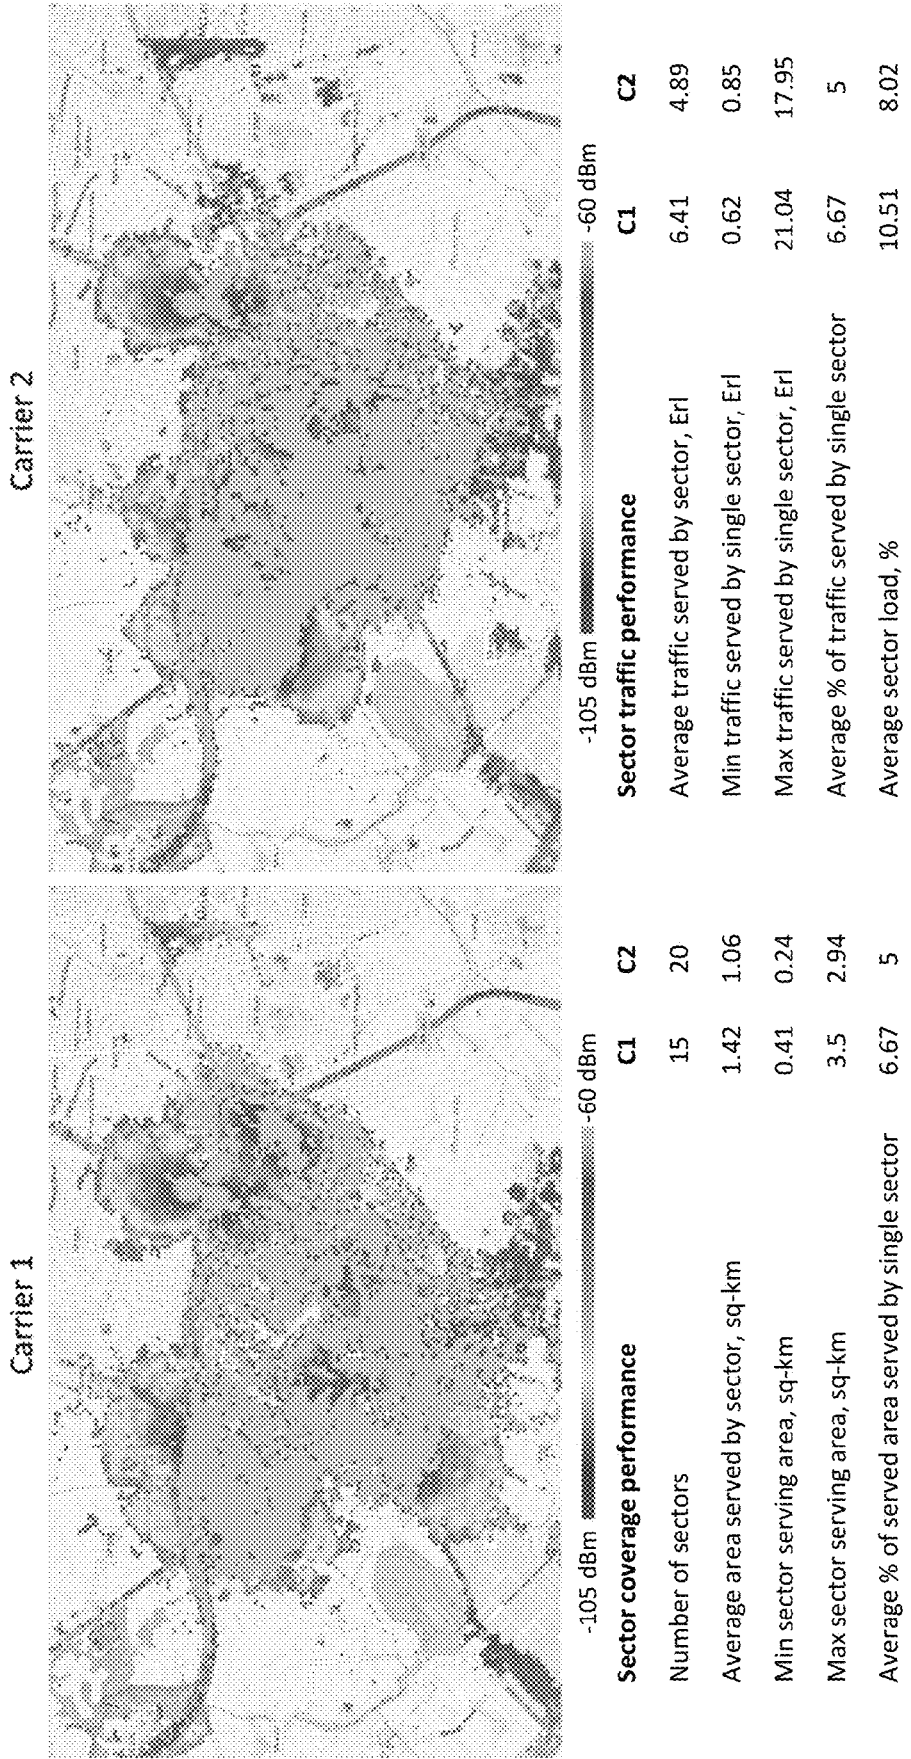 Carrier 1
Carrier 2
-105 dBm -60 dBm
-105 dBm -60 dBm
Sector coverage performance C1 C2
Number of sectors 15 20
Average area served by sector, sq-km 1.42 1.06
Min sector serving area, sq-km 0.41 0.24
Max sector serving area, sq-km 3.5 2.94
Average % of served area served by single sector 6.67 5
Sector traffic performance C1 C2
Average traffic served by sector, Erl 6.41 4.89
Min traffic served by single sector, Erl 0.62 0.85
Max traffic served by single sector, Erl 21.04 17.95
Average % of traffic served by single sector 6.67 5
Average sector load, % 10.51 8.02